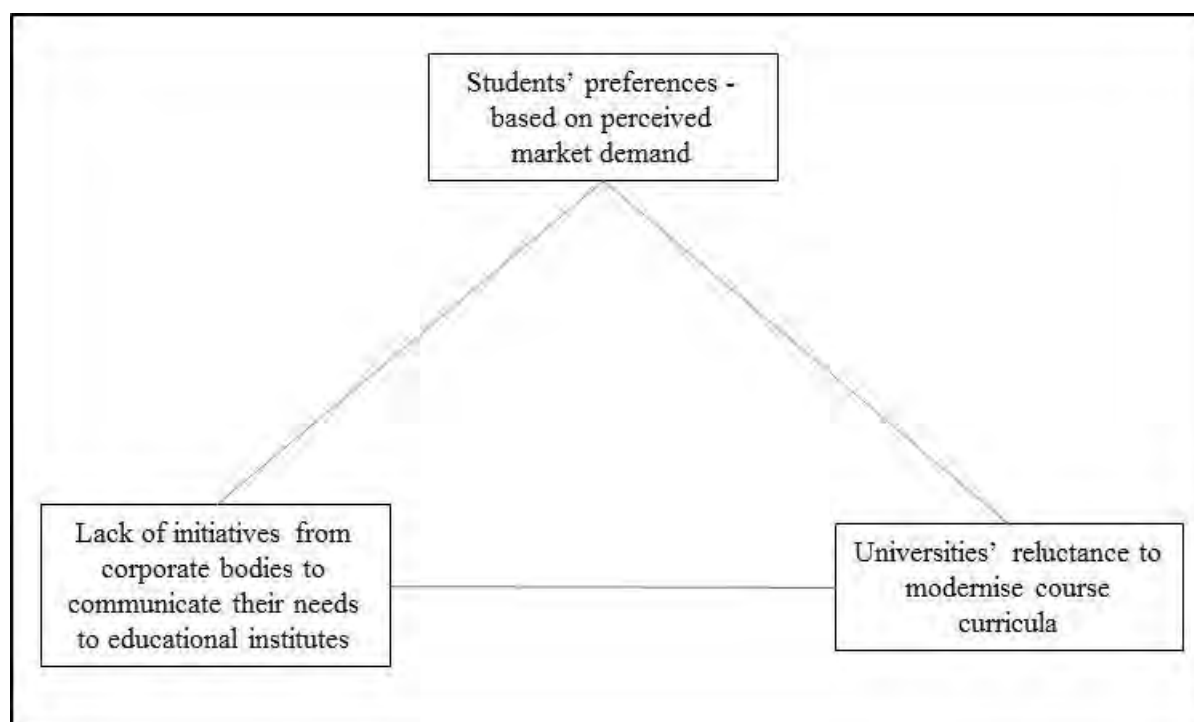 Students’ preferences -
based on perceived
market demand
Lack of initiatives from
corporate bodies to
communicate their needs
to educational institutes
Universities’ reluctance to
modernise course
curricula